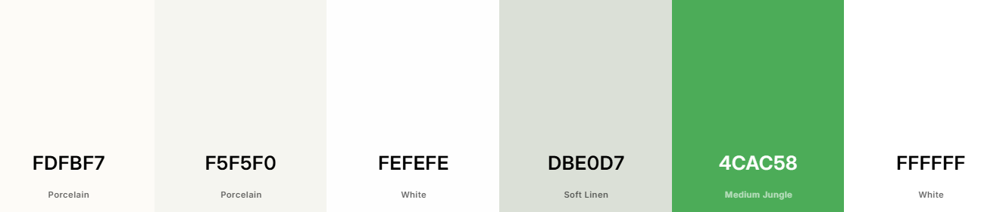 FDFBF7
Porcelain
F5F5F0
Porcelain
FEFEFE
White
DBE0D7
Soft Linen
4CAC58
Medium Jungle
FFFFFF
White